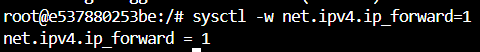 root@e537880253be:/# sysctl -w net.ipv4.ip_forward=1
net.ipv4.ip_forward = 1